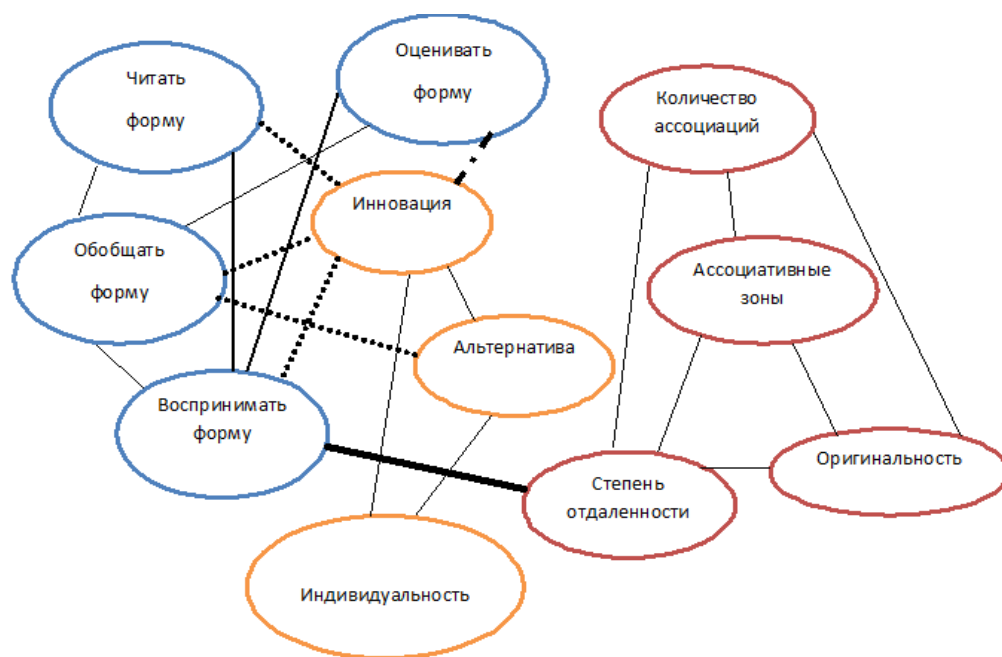 Читать
форму
Оценивать
форму
Количество
ассоциаций
Инновация
Обобщать
форму
Ассоциативные
зоны
Альтернатива
Воспринимать
форму
Оригинальность
Степень
отдаленности
Индивидуальность